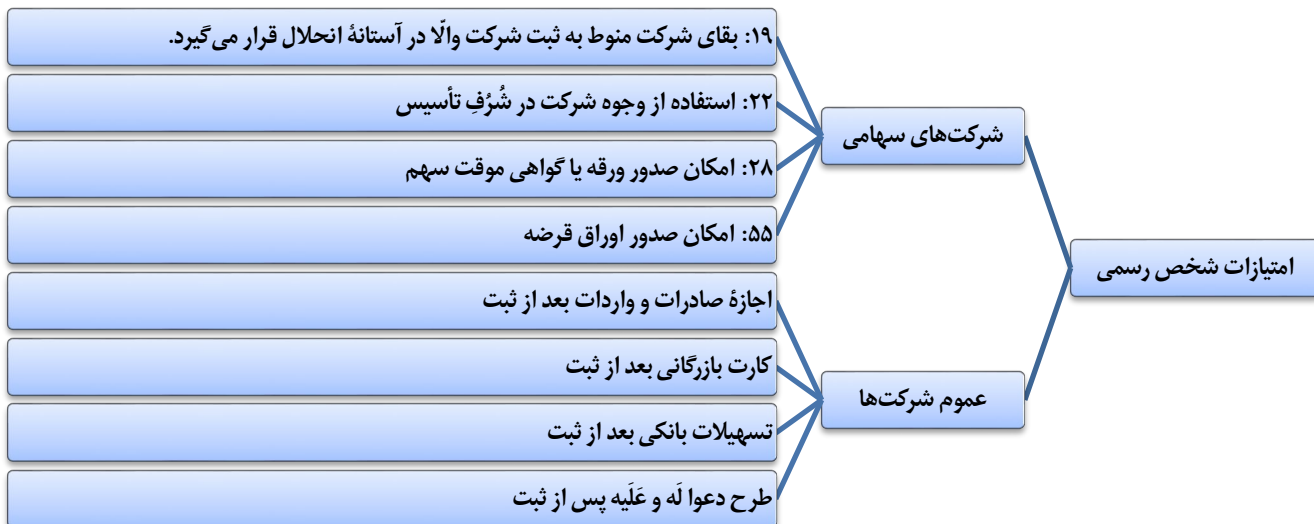 امتیازات شخص رسمی
شرکت‌های سهامی
۱۹: بقای شرکت منوط به ثبت شرکت والّا در آستانهٔ انحلال قرار می‌گیرد.
۲۲: استفاده از وجوه شرکت در شُرُفِ تأسیس
۲۸: امکان صدور ورقه یا گواهی موقت سهم
۵۵: امکان صدور اوراق قرضه
عموم شرکت‌ها
اجازهٔ صادرات و واردات بعد از ثبت
کارت بازرگانی بعد از ثبت
تسهیلات بانکی بعد از ثبت
طرح دعوا لَه و عَلَیه پس از ثبت